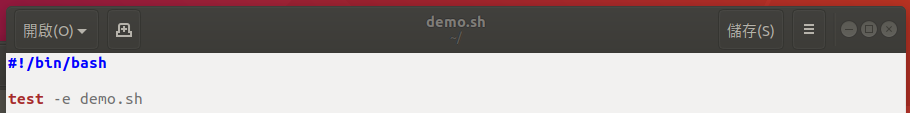 開啟(O)
demo.sh
~/
儲存(S)
#!/bin/bash
test -e demo.sh